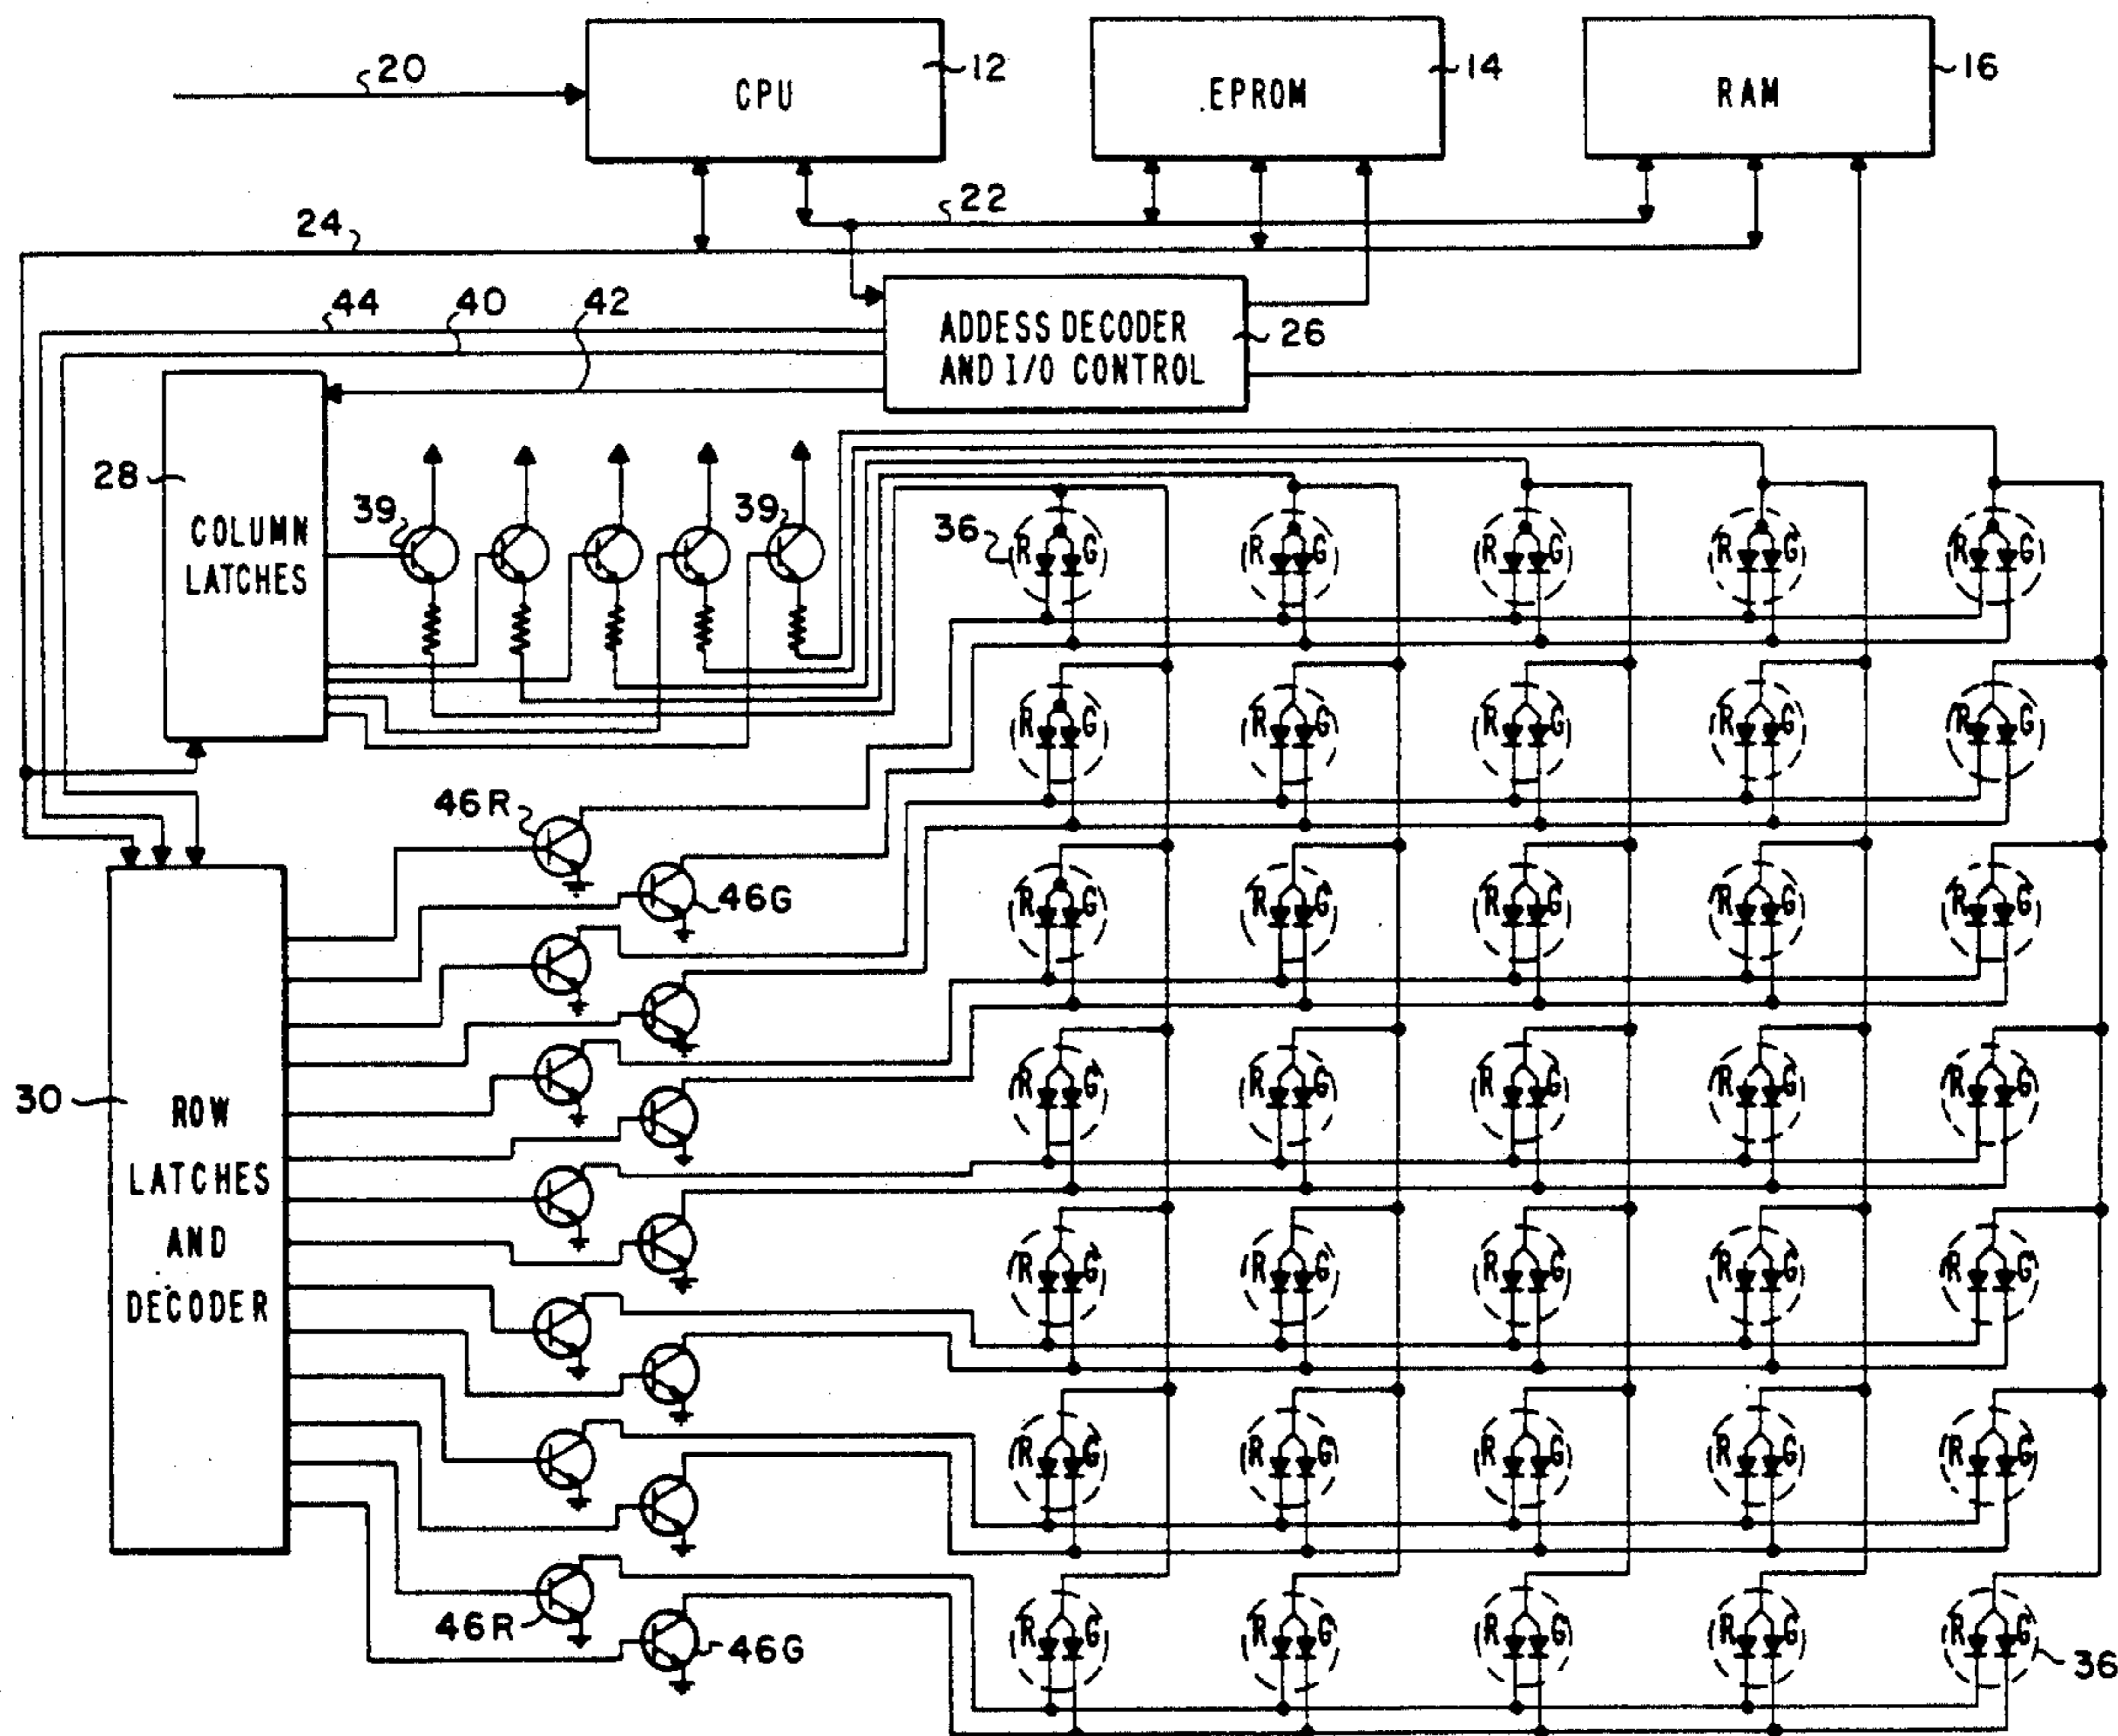 20
CPU
12
.EPROM
14
RAM
16
22
24
44
40
42
ADDESS DECODER
AND I/O CONTROL
26
28
COLUMN
LATCHES
39
39
36
R G R G R G R G R G
R G R G R G R G R G
46R
46G
R G R G R G R G R G
30
ROW
LATCHES
AND
DECODER
R G R G R G R G R G
R G R G R G R G R G
R G R G R G R G R G
46R
46G
R G R G R G R G R G
36